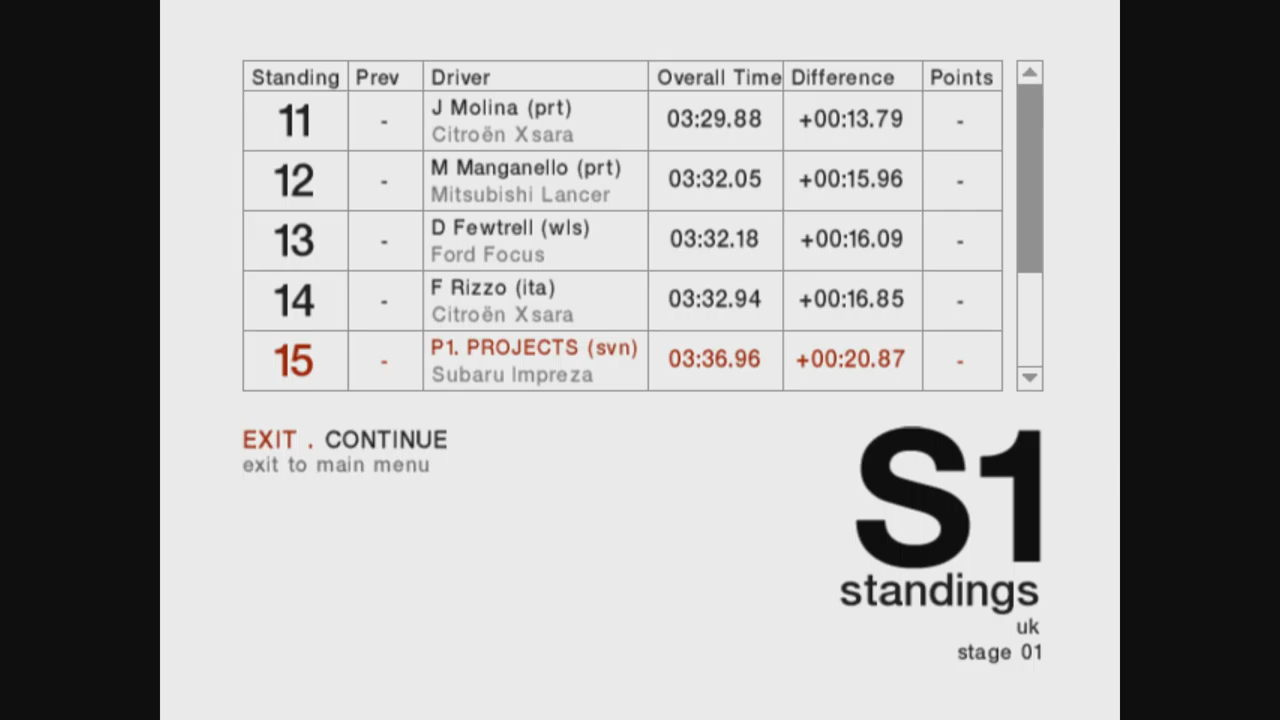 Standing Prev Driver Overall Time Difference Points
11 - J Molina (prt) 03:29.88 +00:13.79 -
Citroën Xsara
12 - M Manganello (prt) 03:32.05 +00:15.96 -
Mitsubishi Lancer
13 - D Fewtrell (wls) 03:32.18 +00:16.09 -
Ford Focus
14 - F Rizzo (ita) 03:32.94 +00:16.85 -
Citroën Xsara
15 - P1. PROJECTS (svn) 03:36.96 +00:20.87 -
Subaru Impreza
EXIT . CONTINUE
exit to main menu
S1
standings
uk
stage 01